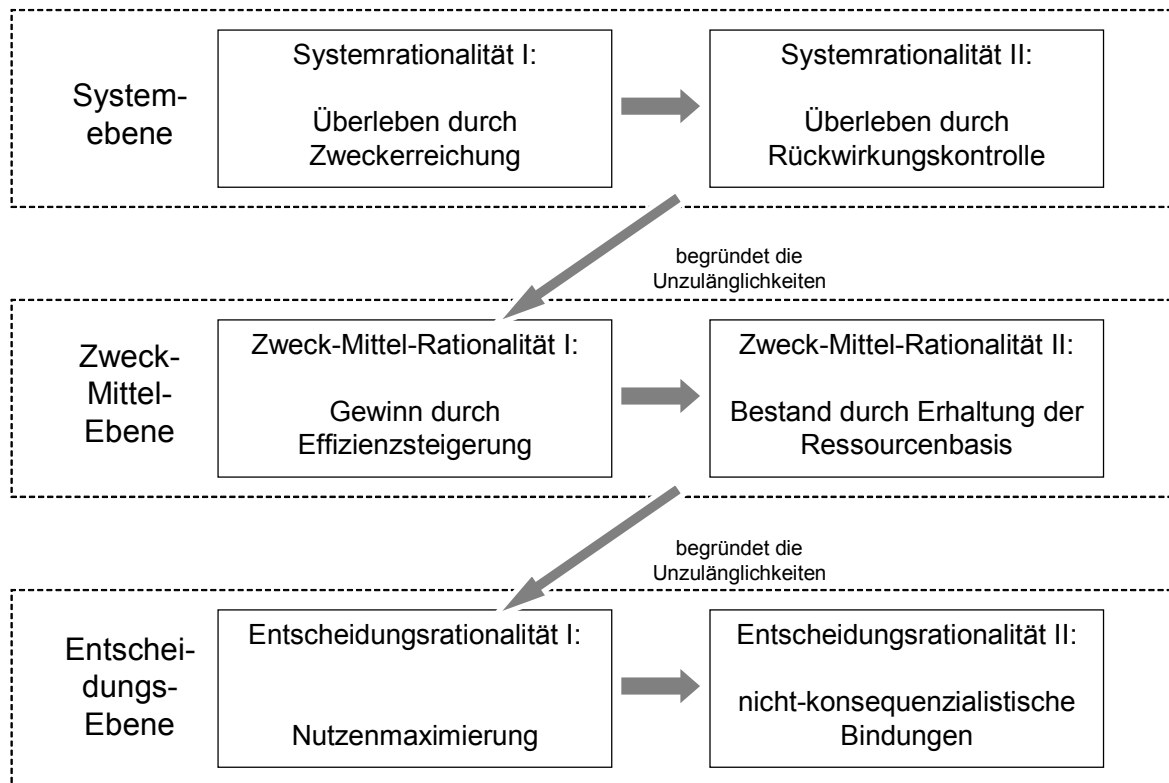 System-
ebene
Systemrationalität I:
Überleben durch
Zweckerreichung
Systemrationalität II:
Überleben durch
Rückwirkungskontrolle
begründet die
Unzulänglichkeiten
Zweck-
Mittel-
Ebene
Zweck-Mittel-Rationalität I:
Gewinn durch
Effizienzsteigerung
Zweck-Mittel-Rationalität II:
Bestand durch Erhaltung der
Ressourcenbasis
begründet die
Unzulänglichkeiten
Entschei-
dungs-
Ebene
Entscheidungsrationalität I:
Nutzenmaximierung
Entscheidungsrationalität II:
nicht-konsequenzialistische
Bindungen